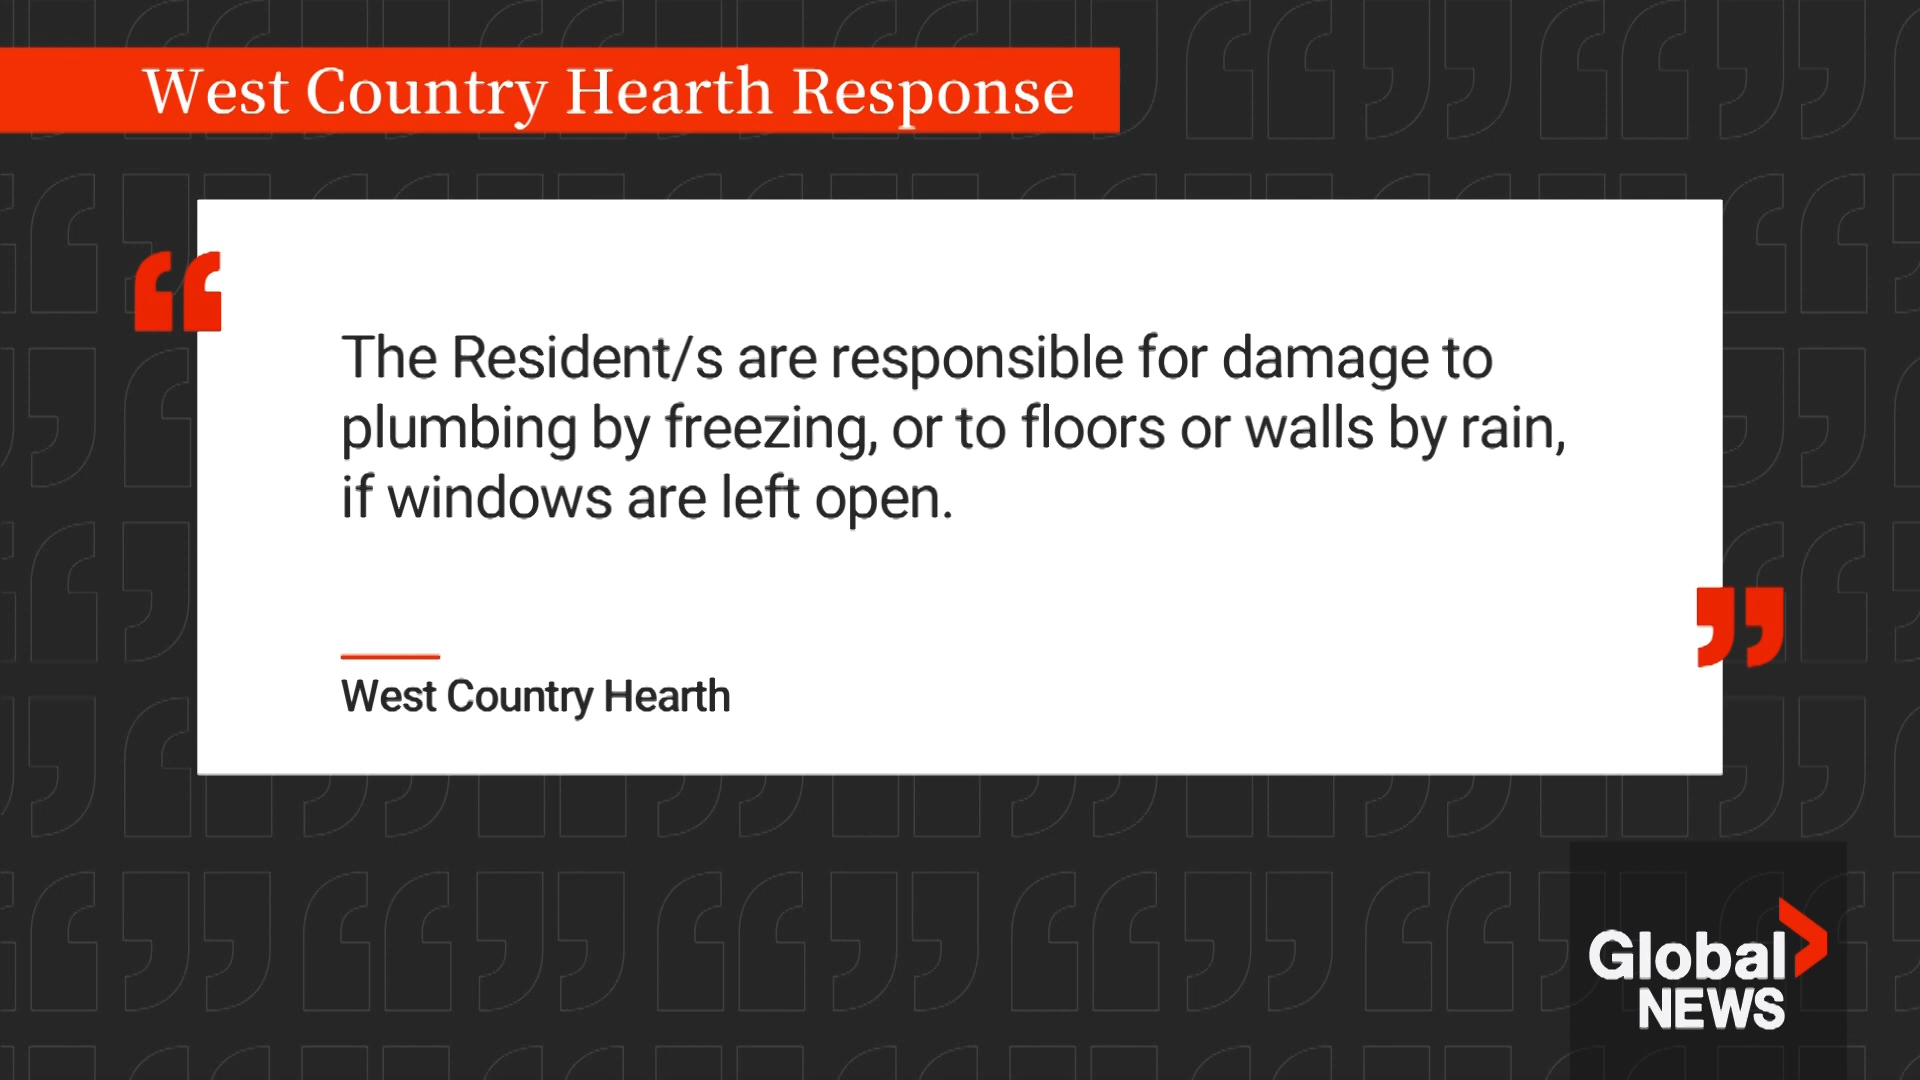 West Country Hearth Response
“
The Resident/s are responsible for damage to
plumbing by freezing, or to floors or walls by rain,
if windows are left open.
”
West Country Hearth
Global
NEWS